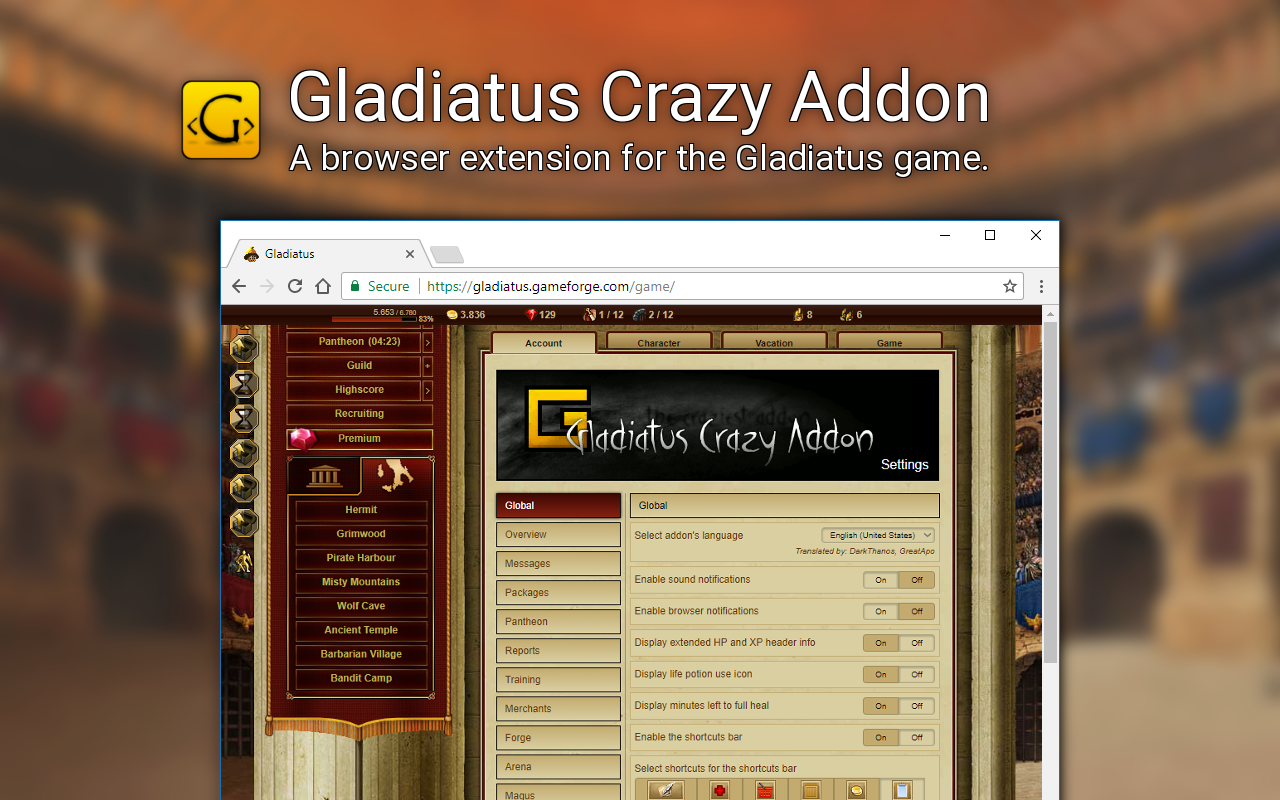 G
Gladiatus Crazy Addon
A browser extension for the Gladiatus game.
Gladiatus
Secure https://gladiatus.gameforge.com/game/
5.653 / 6.780 83% 3.836 129 1 / 12 2 / 12 8 6
Pantheon (04:23) >
Guild +
Highscore >
Recruiting
Premium
Hermit
Grimwood
Pirate Harbour
Misty Mountains
Wolf Cave
Ancient Temple
Barbarian Village
Bandit Camp
Account Character Vacation Game
the craziest addon
G
Gladiatus Crazy Addon
Settings
Global
Overview
Messages
Packages
Pantheon
Reports
Training
Merchants
Forge
Arena
Magus
Global
Select addon's language English (United States)
Translated by: DarkThanos, GreatApo
Enable sound notifications On Off
Enable browser notifications On Off
Display extended HP and XP header info On Off
Display life potion use icon On Off
Display minutes left to full heal On Off
Enable the shortcuts bar On Off
Select shortcuts for the shortcuts bar